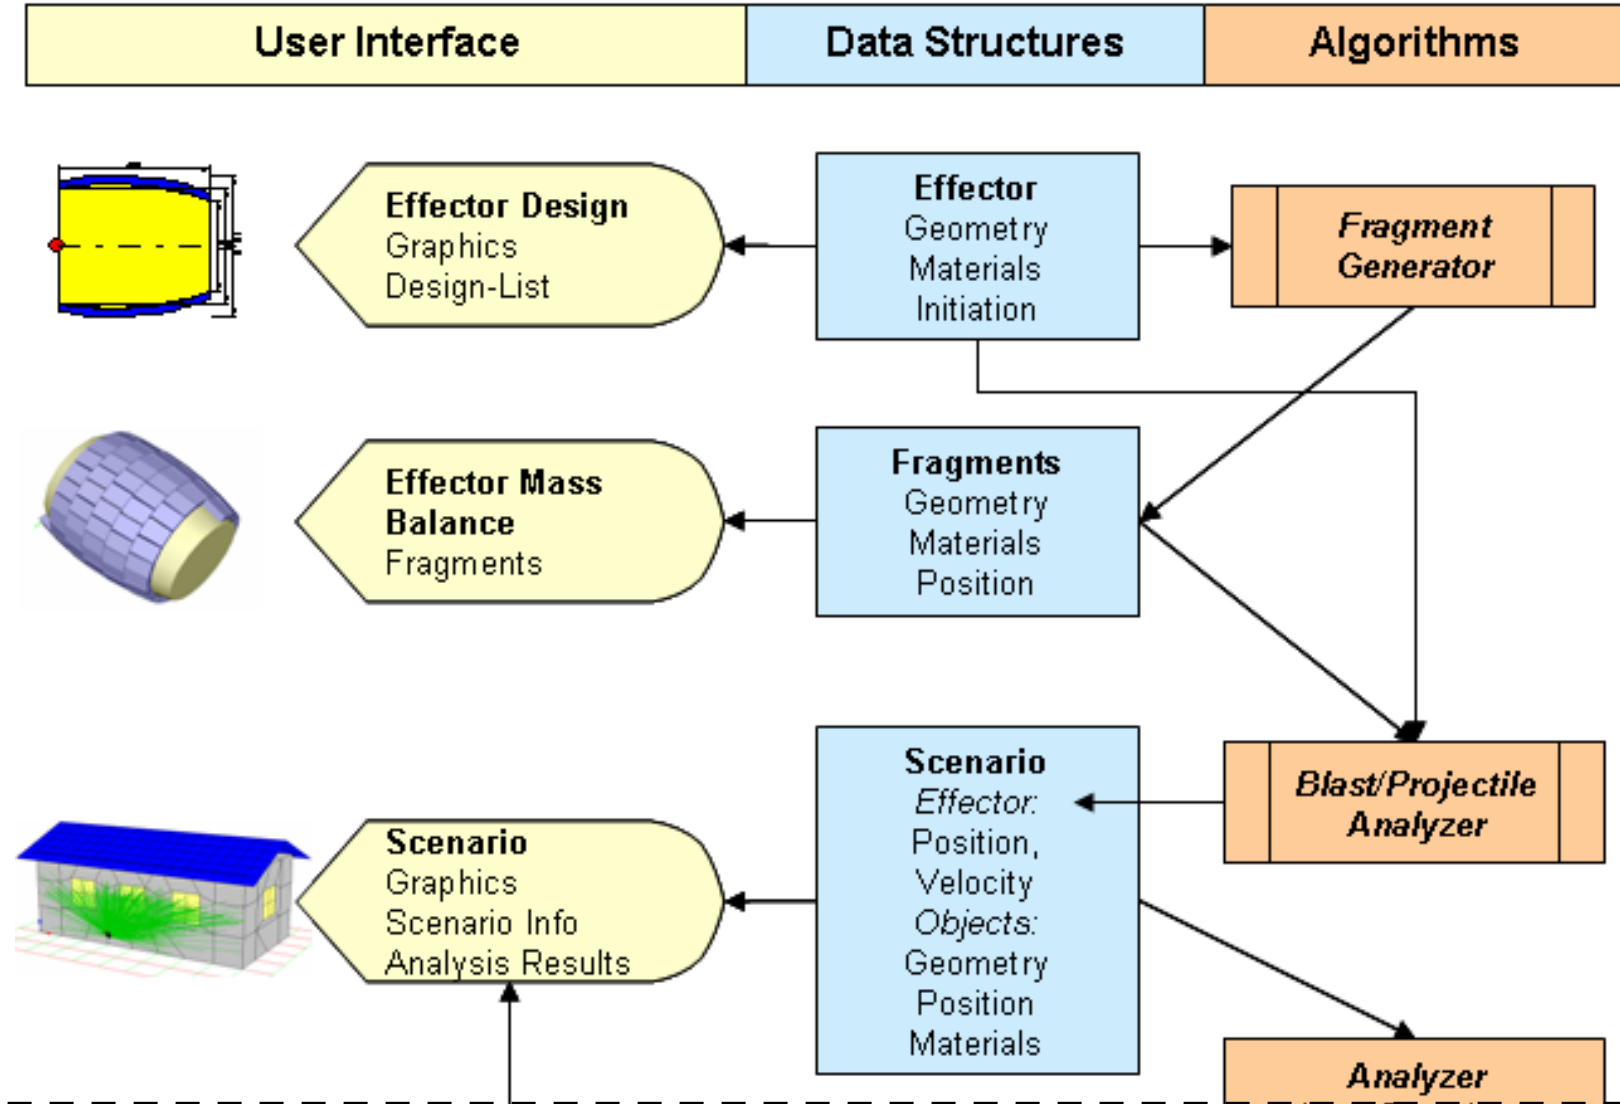 User Interface
Data Structures
Algorithms
Effector Design
Graphics
Design-List
Effector
Geometry
Materials
Initiation
Fragment
Generator
Effector Mass
Balance
Fragments
Fragments
Geometry
Materials
Position
Scenario
Graphics
Scenario Info
Analysis Results
Scenario
Effector:
Position,
Velocity
Objects:
Geometry
Position
Materials
Blast/Projectile
Analyzer
Analyzer